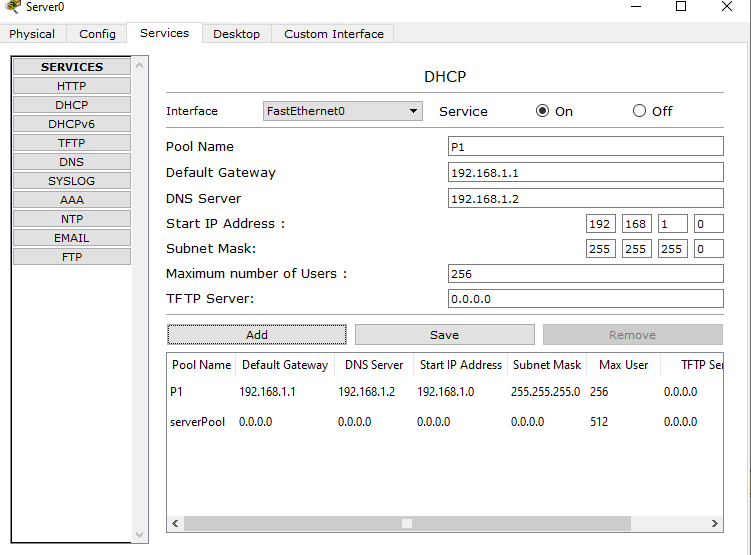 Server0
Physical Config Services Desktop Custom Interface
SERVICES
HTTP
DHCP
DHCPv6
TFTP
DNS
SYSLOG
AAA
NTP
EMAIL
FTP
DHCP
Interface FastEthernet0 Service On Off
Pool Name P1
Default Gateway 192.168.1.1
DNS Server 192.168.1.2
Start IP Address : 192 168 1 0
Subnet Mask: 255 255 255 0
Maximum number of Users : 256
TFTP Server: 0.0.0.0
Add Save Remove
Pool Name Default Gateway DNS Server Start IP Address Subnet Mask Max User TFTP Ser
P1 192.168.1.1 192.168.1.2 192.168.1.0 255.255.255.0 256 0.0.0.0
serverPool 0.0.0.0 0.0.0.0 0.0.0.0 0.0.0.0 512 0.0.0.0